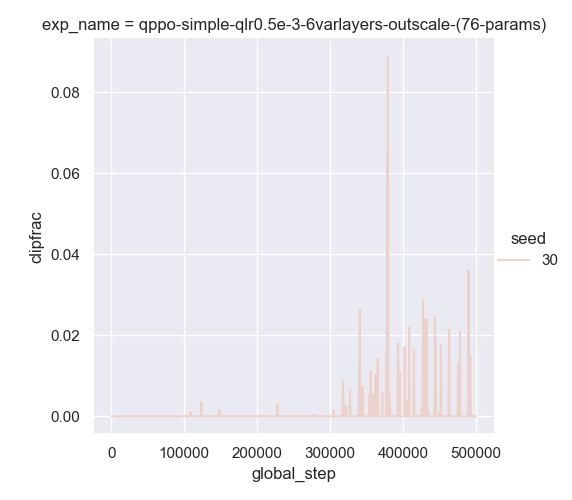 exp_name = qppo-simple-qlr0.5e-3-6varlayers-outscale-(76-params)
0.08
0.06
0.04
0.02
0.00
clipfrac
0 100000 200000 300000 400000 500000
global_step
seed
30